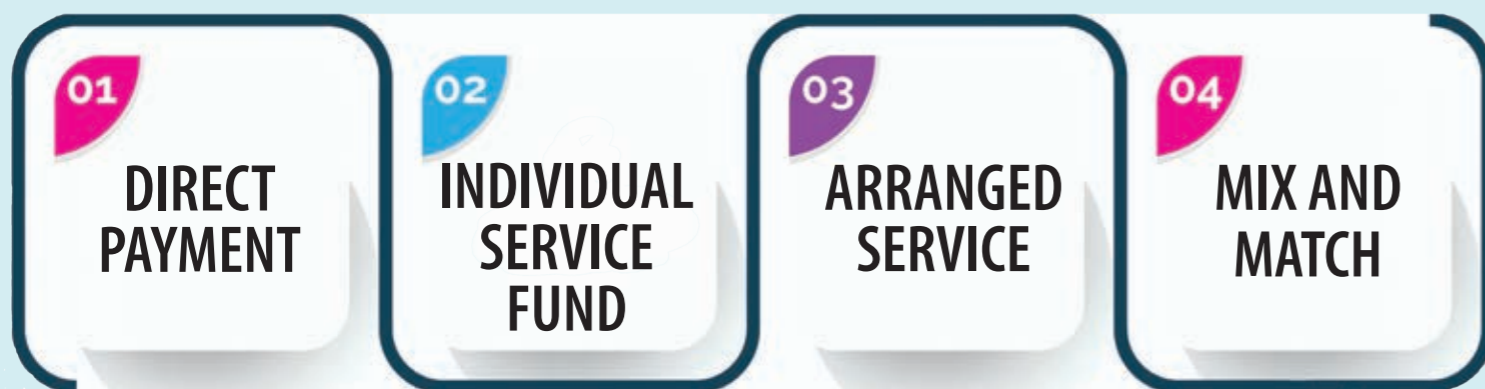 01
DIRECT
PAYMENT
02
INDIVIDUAL
SERVICE
FUND
03
ARRANGED
SERVICE
04
MIX AND
MATCH